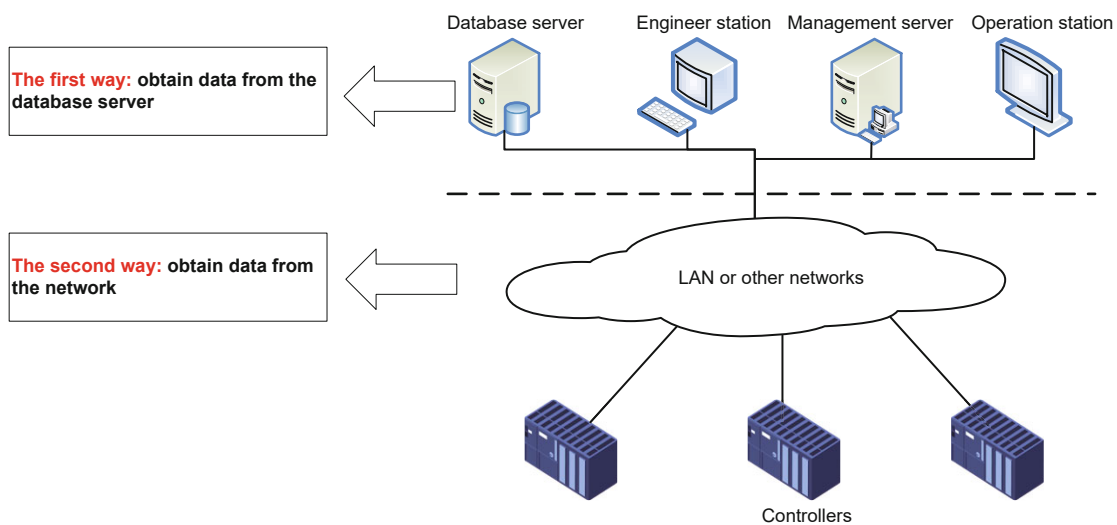 Database server
Engineer station
Management server
Operation station
The first way: obtain data from the
database server
The second way: obtain data from
the network
LAN or other networks
Controllers